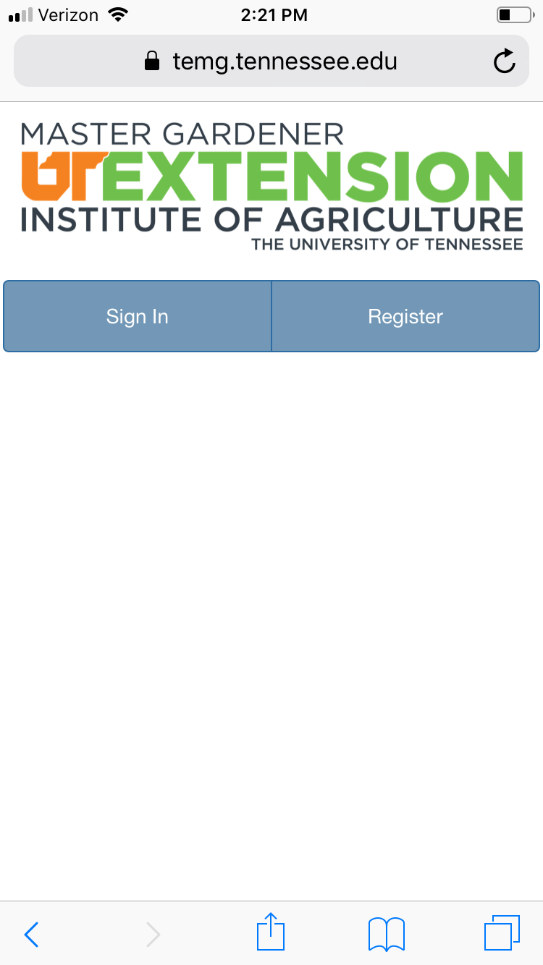 Verizon 2:21 PM
temg.tennessee.edu
MASTER GARDENER
UTEXTENSION
INSTITUTE OF AGRICULTURE
THE UNIVERSITY OF TENNESSEE
Sign In Register